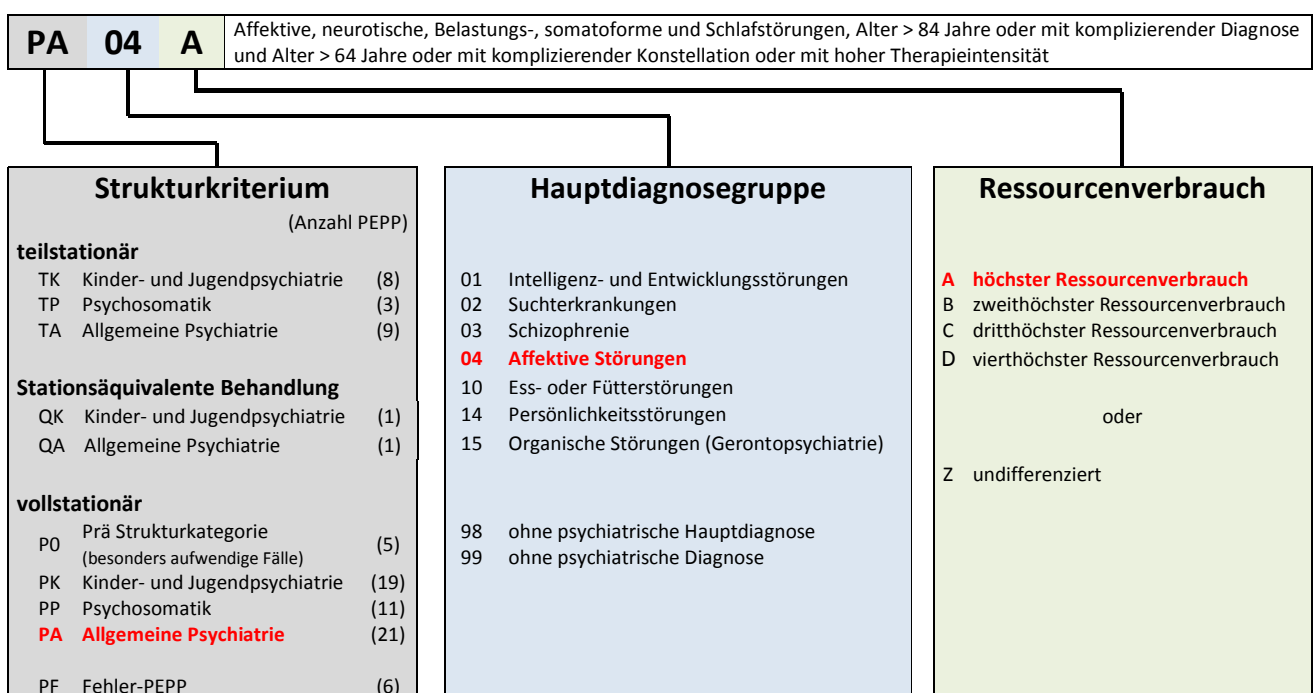 PA 04 A
Affektive, neurotische, Belastungs-, somatoforme und Schlafstörungen, Alter > 84 Jahre oder mit komplizierender Diagnose
und Alter > 64 Jahre oder mit komplizierender Konstellation oder mit hoher Therapieintensität
Strukturkriterium
(Anzahl PEPP)
teilstationär
TK Kinder- und Jugendpsychiatrie (8)
TP Psychosomatik (3)
TA Allgemeine Psychiatrie (9)
Stationsäquivalente Behandlung
QK Kinder- und Jugendpsychiatrie (1)
QA Allgemeine Psychiatrie (1)
vollstationär
P0 Prä Strukturkategorie (5)
(besonders aufwendige Fälle)
PK Kinder- und Jugendpsychiatrie (19)
PP Psychosomatik (11)
PA Allgemeine Psychiatrie (21)
PF Fehler-PEPP (6)
Hauptdiagnosegruppe
01 Intelligenz- und Entwicklungsstörungen
02 Suchterkrankungen
03 Schizophrenie
04 Affektive Störungen
10 Ess- oder Fütterstörungen
14 Persönlichkeitsstörungen
15 Organische Störungen (Gerontopsychiatrie)
98 ohne psychiatrische Hauptdiagnose
99 ohne psychiatrische Diagnose
Ressourcenverbrauch
A höchster Ressourcenverbrauch
B zweithöchster Ressourcenverbrauch
C dritthöchster Ressourcenverbrauch
D vierthöchster Ressourcenverbrauch
oder
Z undifferenziert